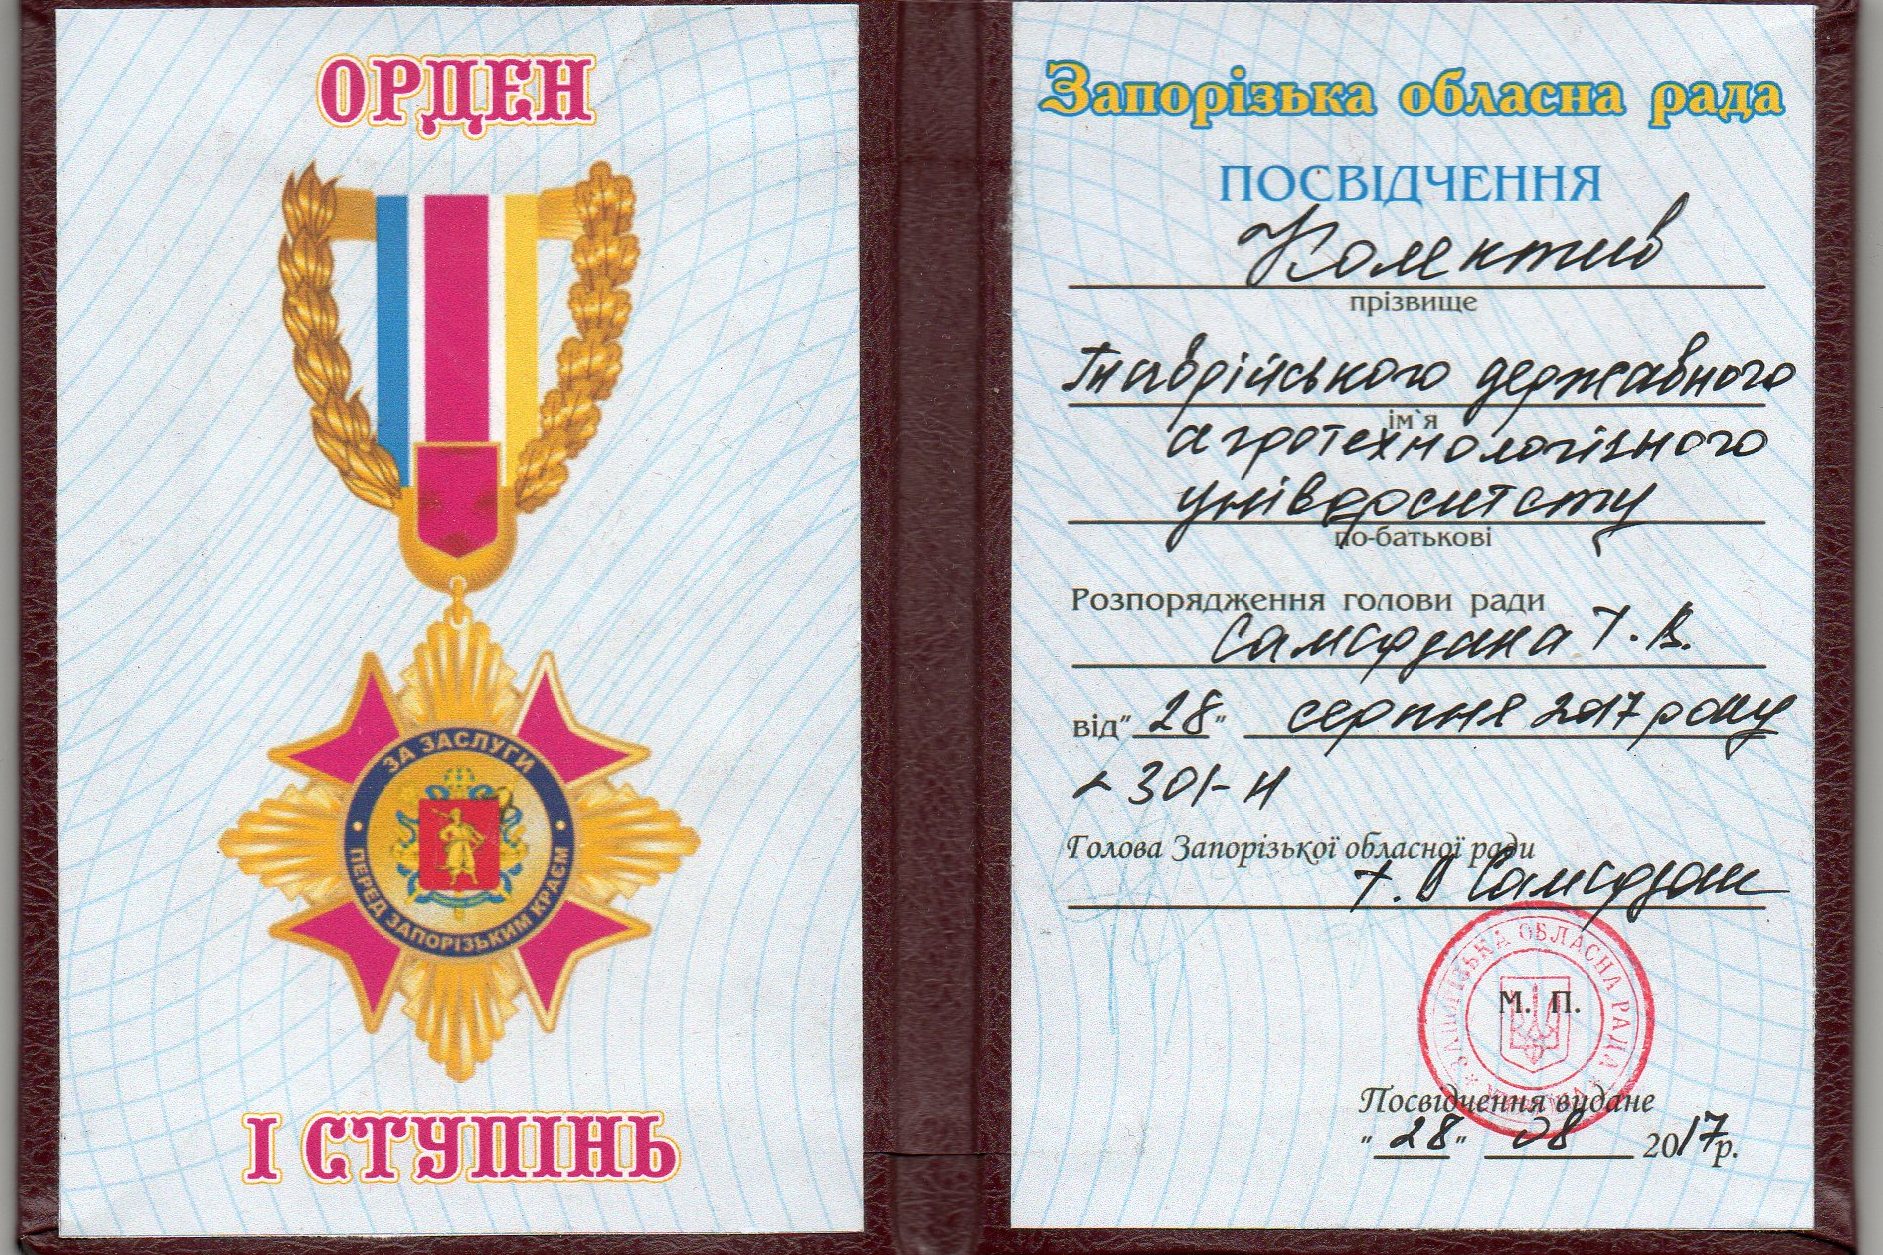 ОРДЕН
ЗА ЗАСЛУГИ
ПЕРЕД ЗАПОРІЗЬКИМ КРАЄМ
І СТУПІНЬ
Запорізька обласна рада
ПОСВІДЧЕННЯ
Колектив
прізвище
Таврійського державного
ім`я
агротехнологічного
університету
по-батькові
Розпорядження голови ради
Самардака Г. В.
від" 28 " серпня 2017 року
301-н
Голова Запорізької обласної ради
Г. В Самардак
ЗАПОРІЗЬКА ОБЛАСНА РАДА
М. П.
Посвідчення видане
" 28 " 08 2017р.